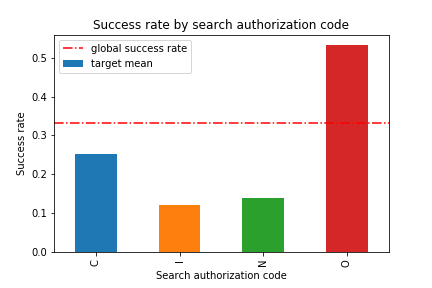 Success rate by search authorization code
global success rate
target mean
Success rate
0.5
0.4
0.3
0.2
0.1
0.0
C
I
N
O
Search authorization code